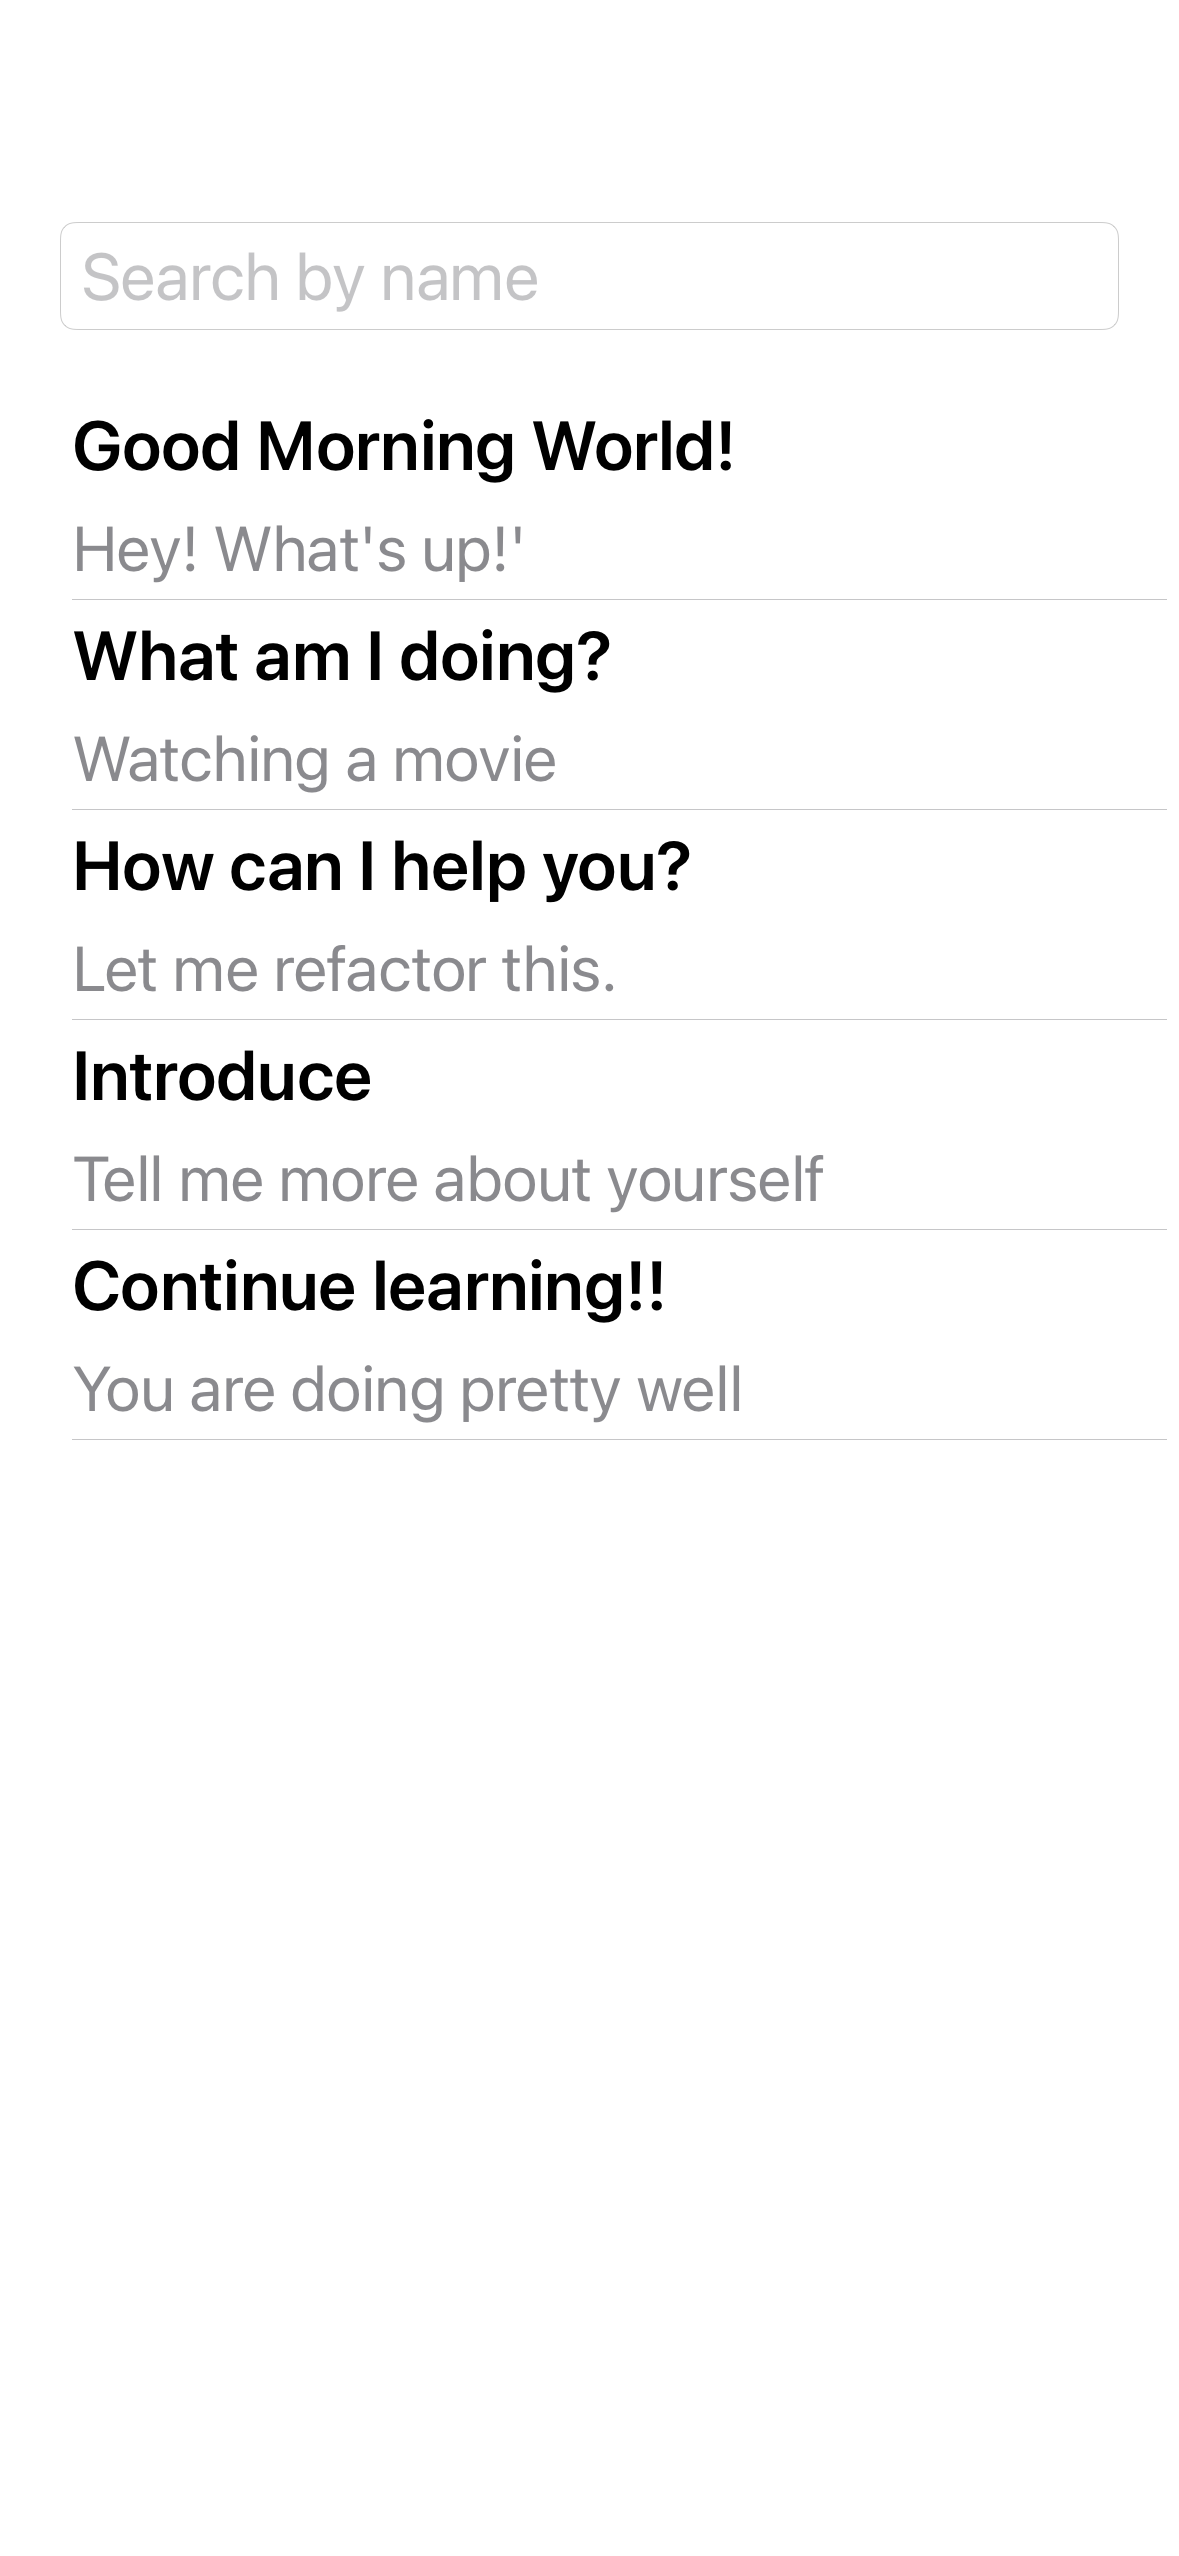 Search by name
Good Morning World!
Hey! What's up!'
What am I doing?
Watching a movie
How can I help you?
Let me refactor this.
Introduce
Tell me more about yourself
Continue learning!!
You are doing pretty well